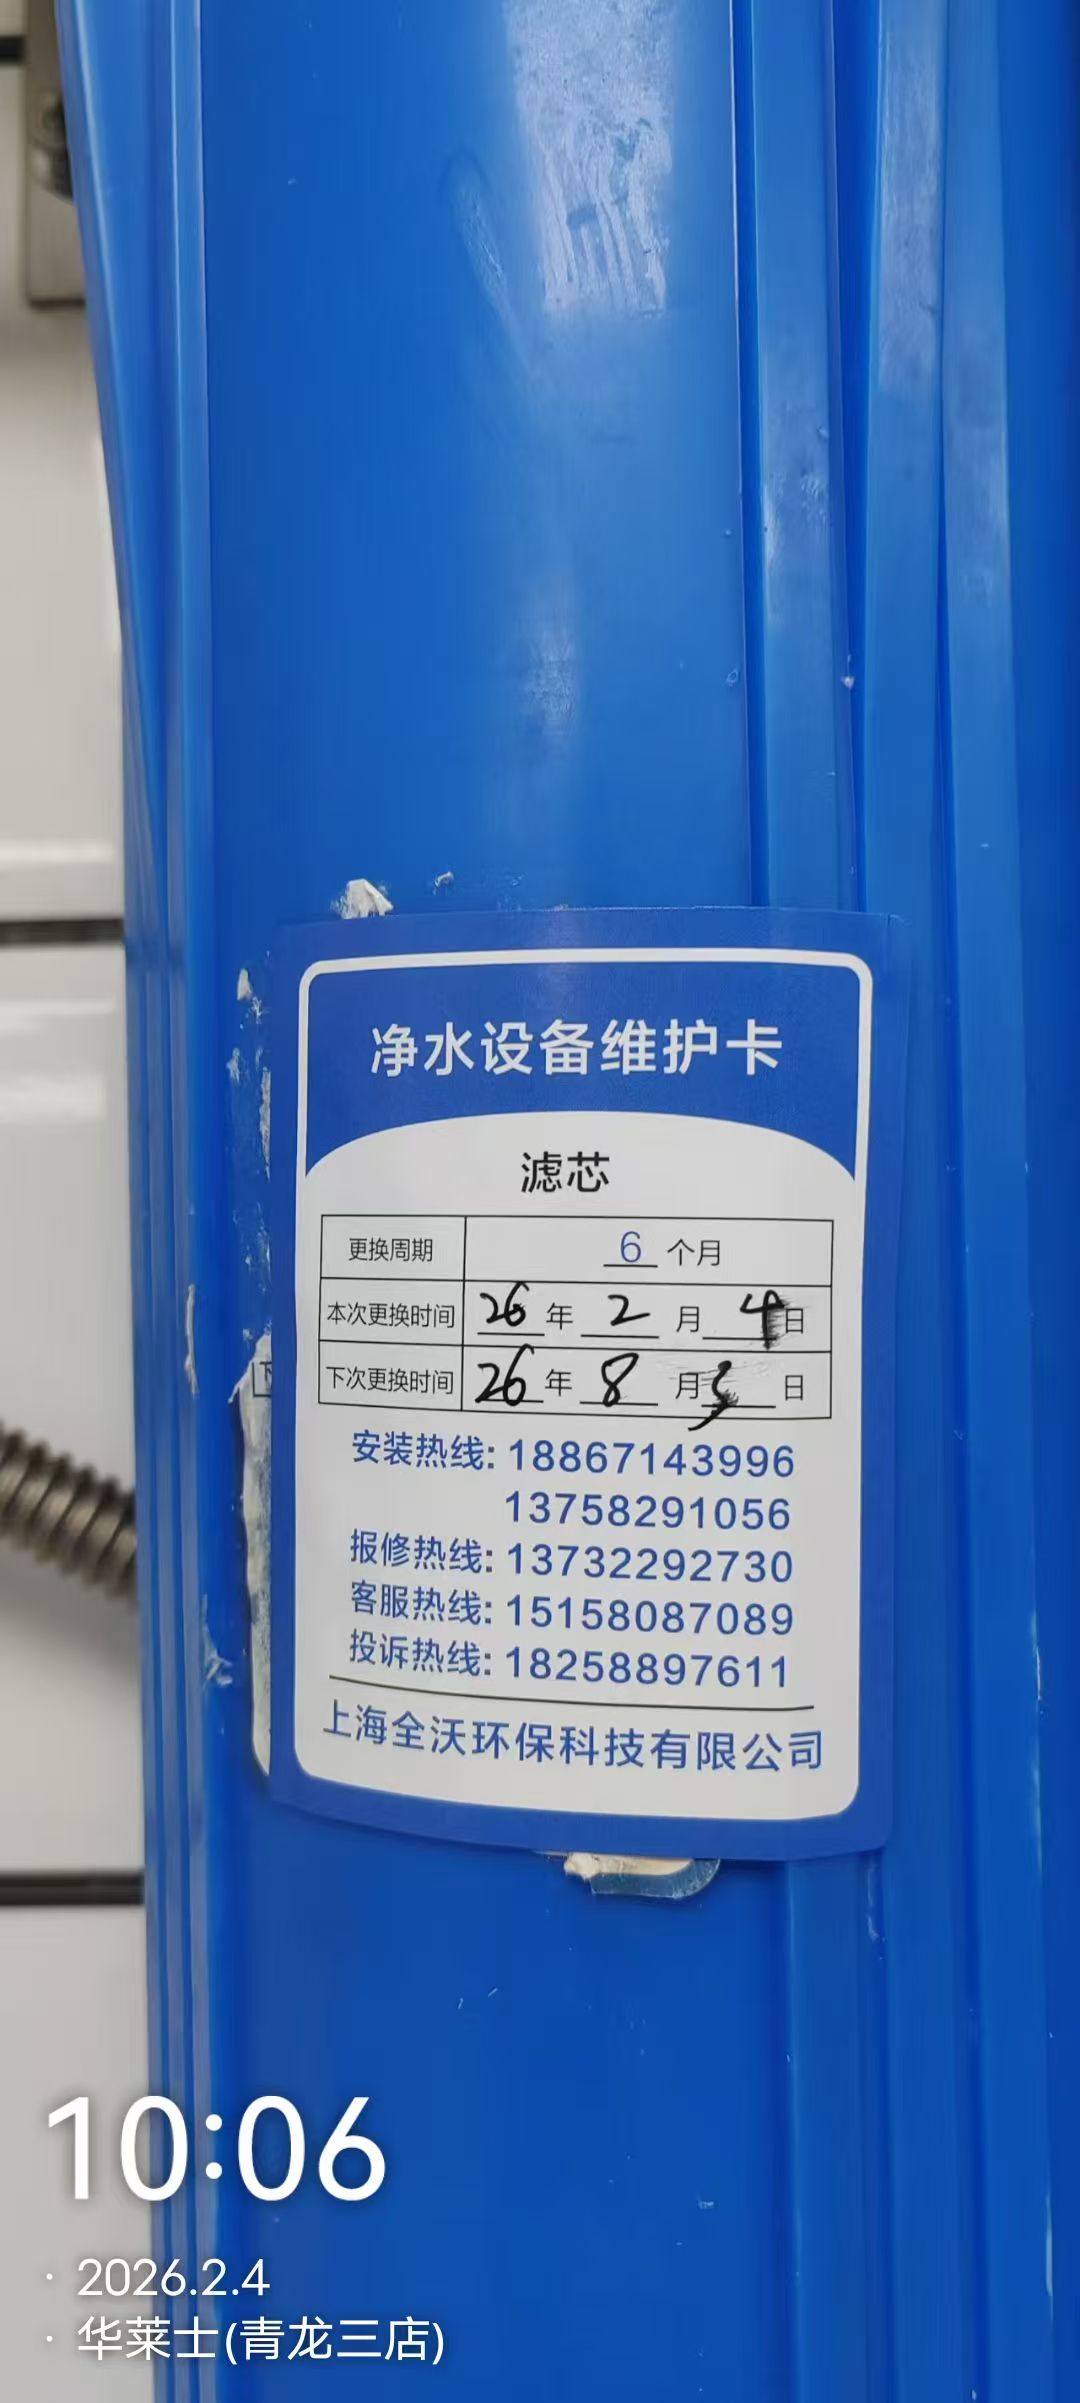 净水设备维护卡
滤芯
更换周期 6 个月
本次更换时间 26 年 2 月 4 日
下次更换时间 26 年 8 月 3 日
安装热线: 18867143996
13758291056
报修热线: 13732292730
客服热线: 15158087089
投诉热线: 18258897611
上海全沃环保科技有限公司
10:06
· 2026.2.4
· 华莱士(青龙三店)